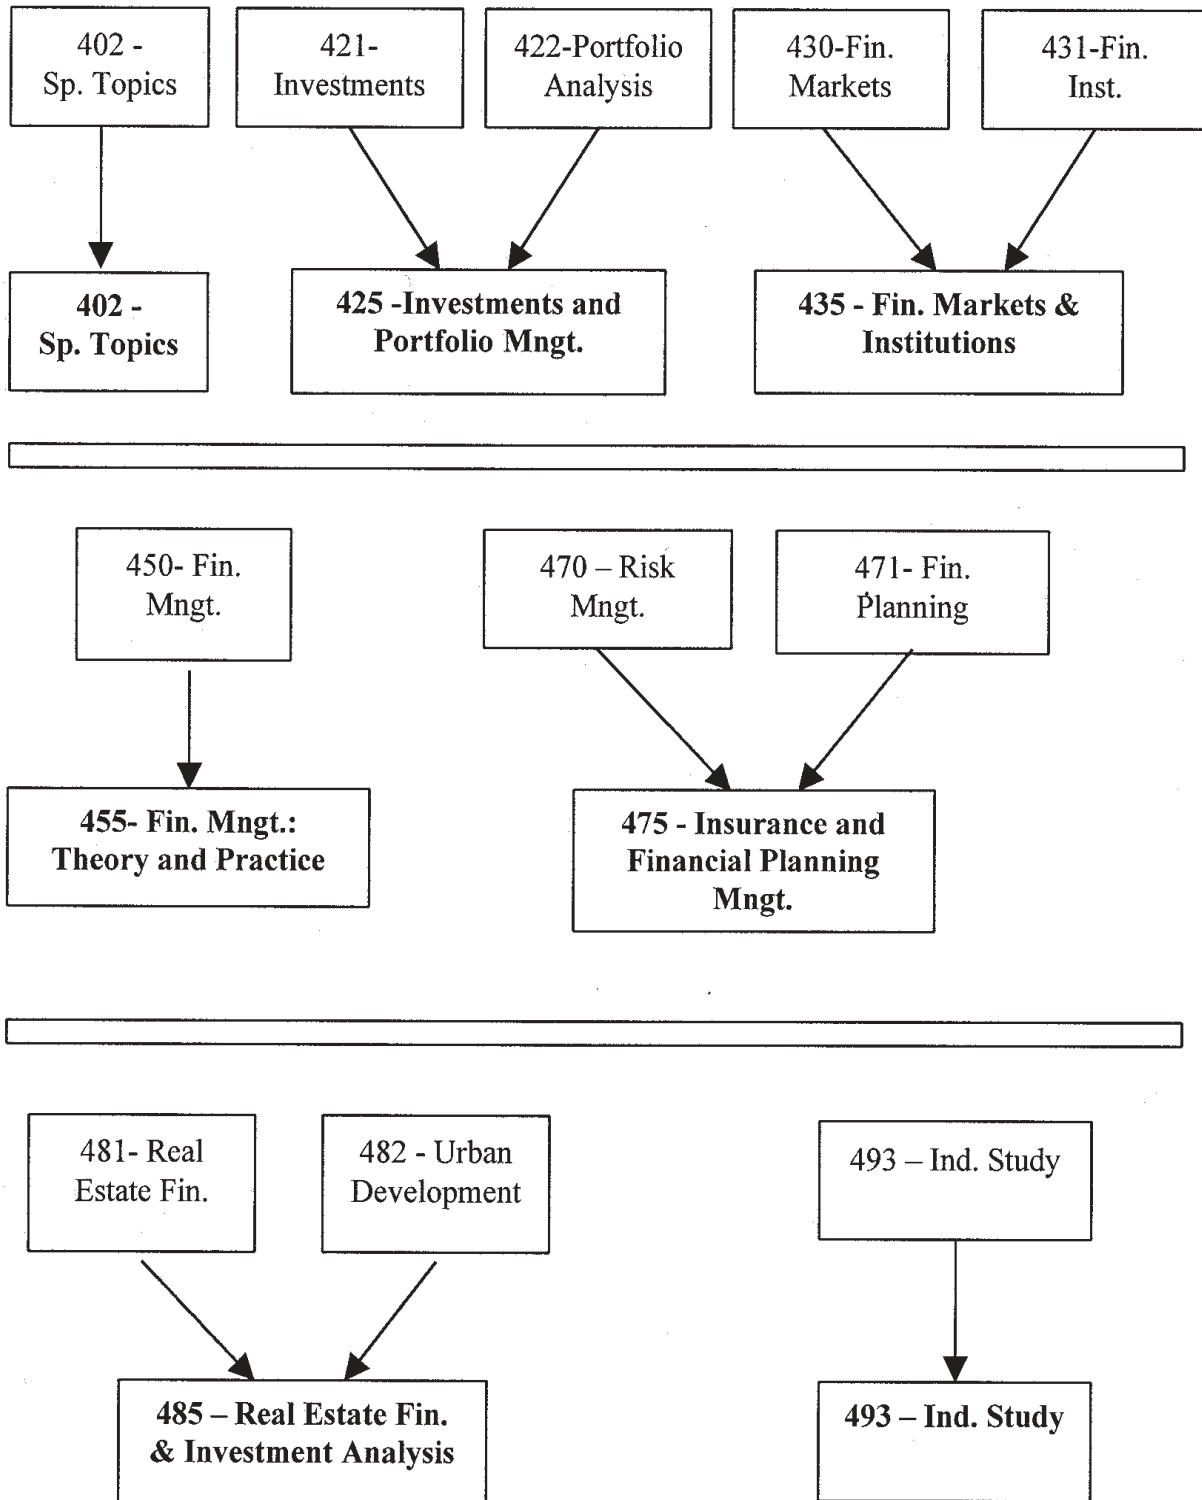 402 -
Sp. Topics
421-
Investments
422-Portfolio
Analysis
430-Fin.
Markets
431-Fin.
Inst.
402 -
Sp. Topics
425 -Investments and
Portfolio Mngt.
435 - Fin. Markets &
Institutions
450- Fin.
Mngt.
470 – Risk
Mngt.
471- Fin.
Planning
455- Fin. Mngt.:
Theory and Practice
475 - Insurance and
Financial Planning
Mngt.
481- Real
Estate Fin.
482 - Urban
Development
493 – Ind. Study
485 – Real Estate Fin.
& Investment Analysis
493 – Ind. Study